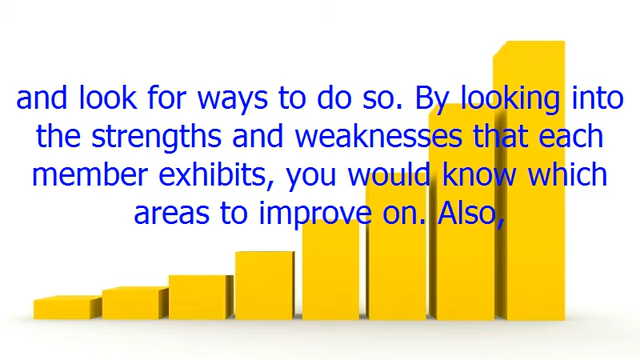 and look for ways to do so. By looking into
the strengths and weaknesses that each
member exhibits, you would know which
areas to improve on. Also,